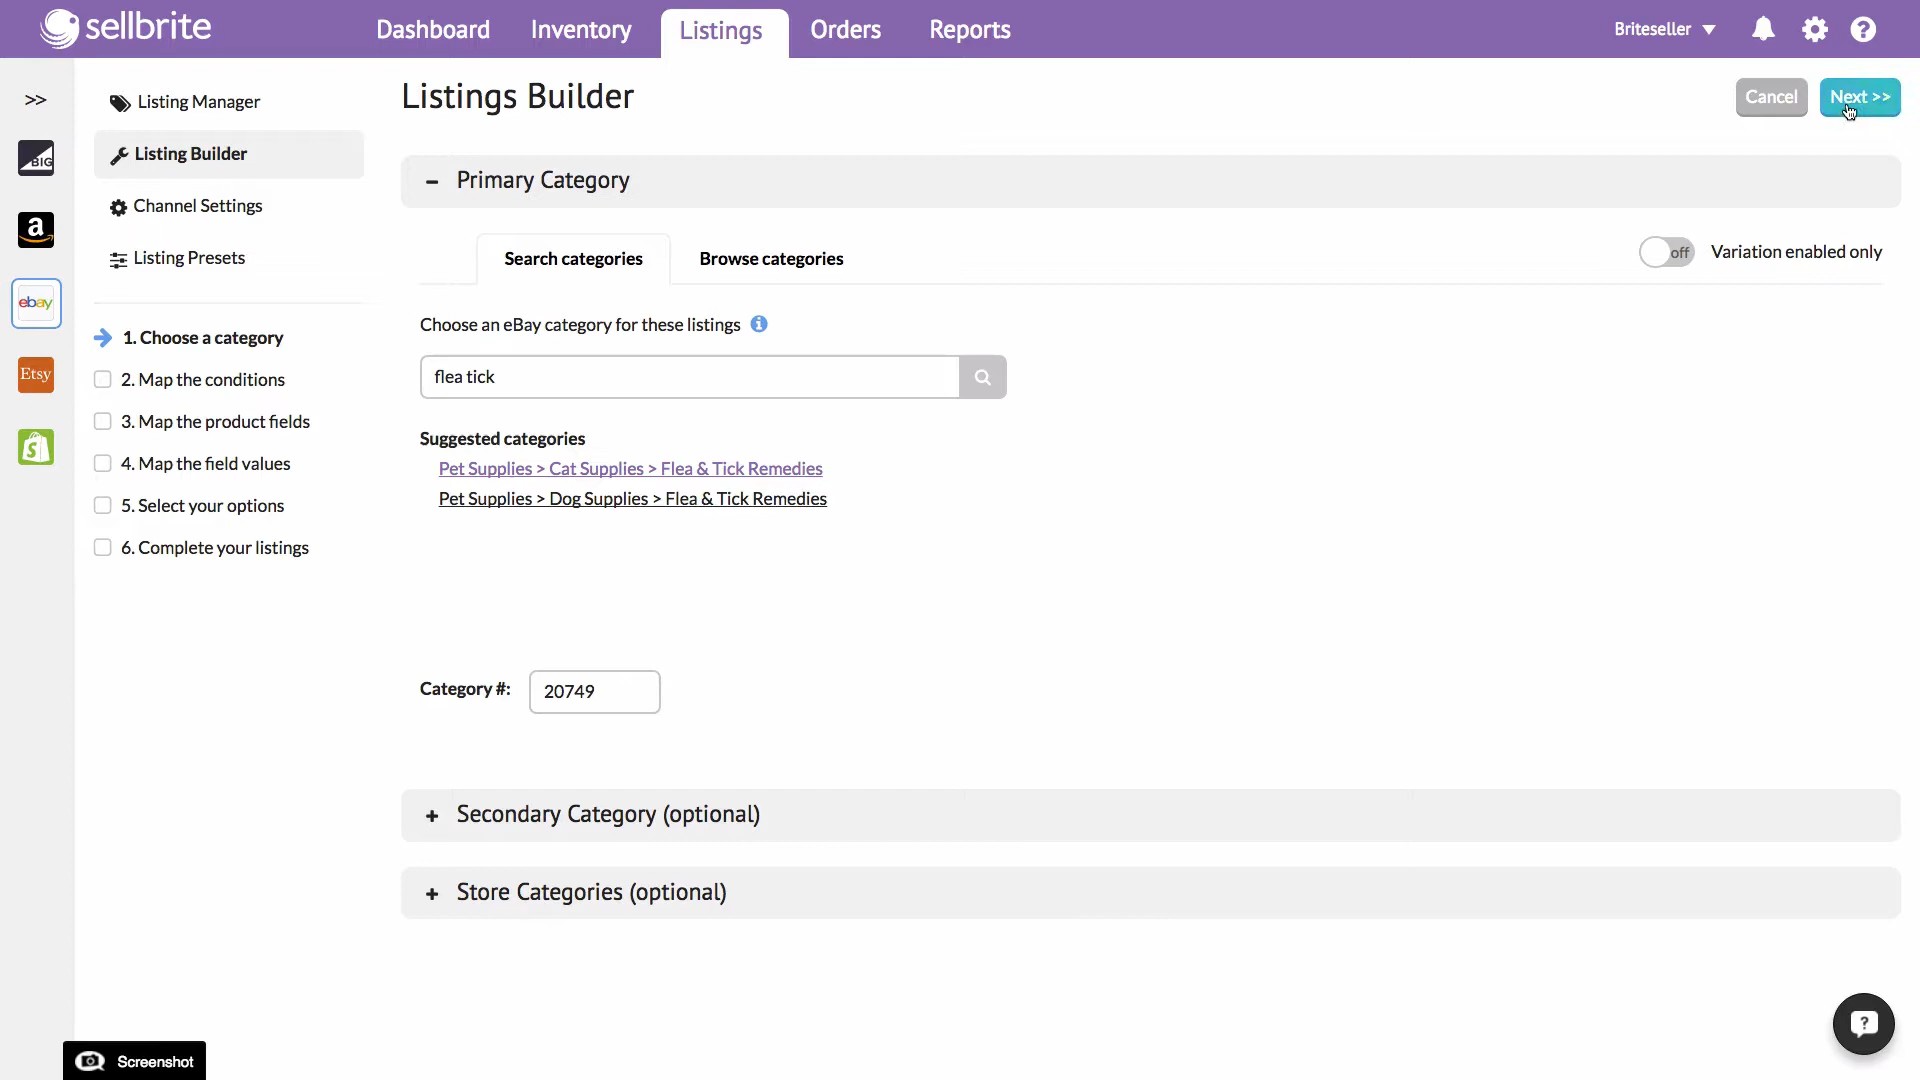 sellbrite
Dashboard
Inventory
Listings
Orders
Reports
Briteseller
>>
Listing Manager
Listings Builder
Cancel
Next >>
BIG
Listing Builder
Primary Category
Channel Settings
a
Search categories
Browse categories
off
Variation enabled only
Listing Presets
ebay
Choose an eBay category for these listings
1. Choose a category
flea tick
Etsy
2. Map the conditions
3. Map the product fields
Suggested categories
4. Map the field values
Pet Supplies > Cat Supplies > Flea & Tick Remedies
Pet Supplies > Dog Supplies > Flea & Tick Remedies
5. Select your options
6. Complete your listings
Category #:
20749
Secondary Category (optional)
Store Categories (optional)
Screenshot